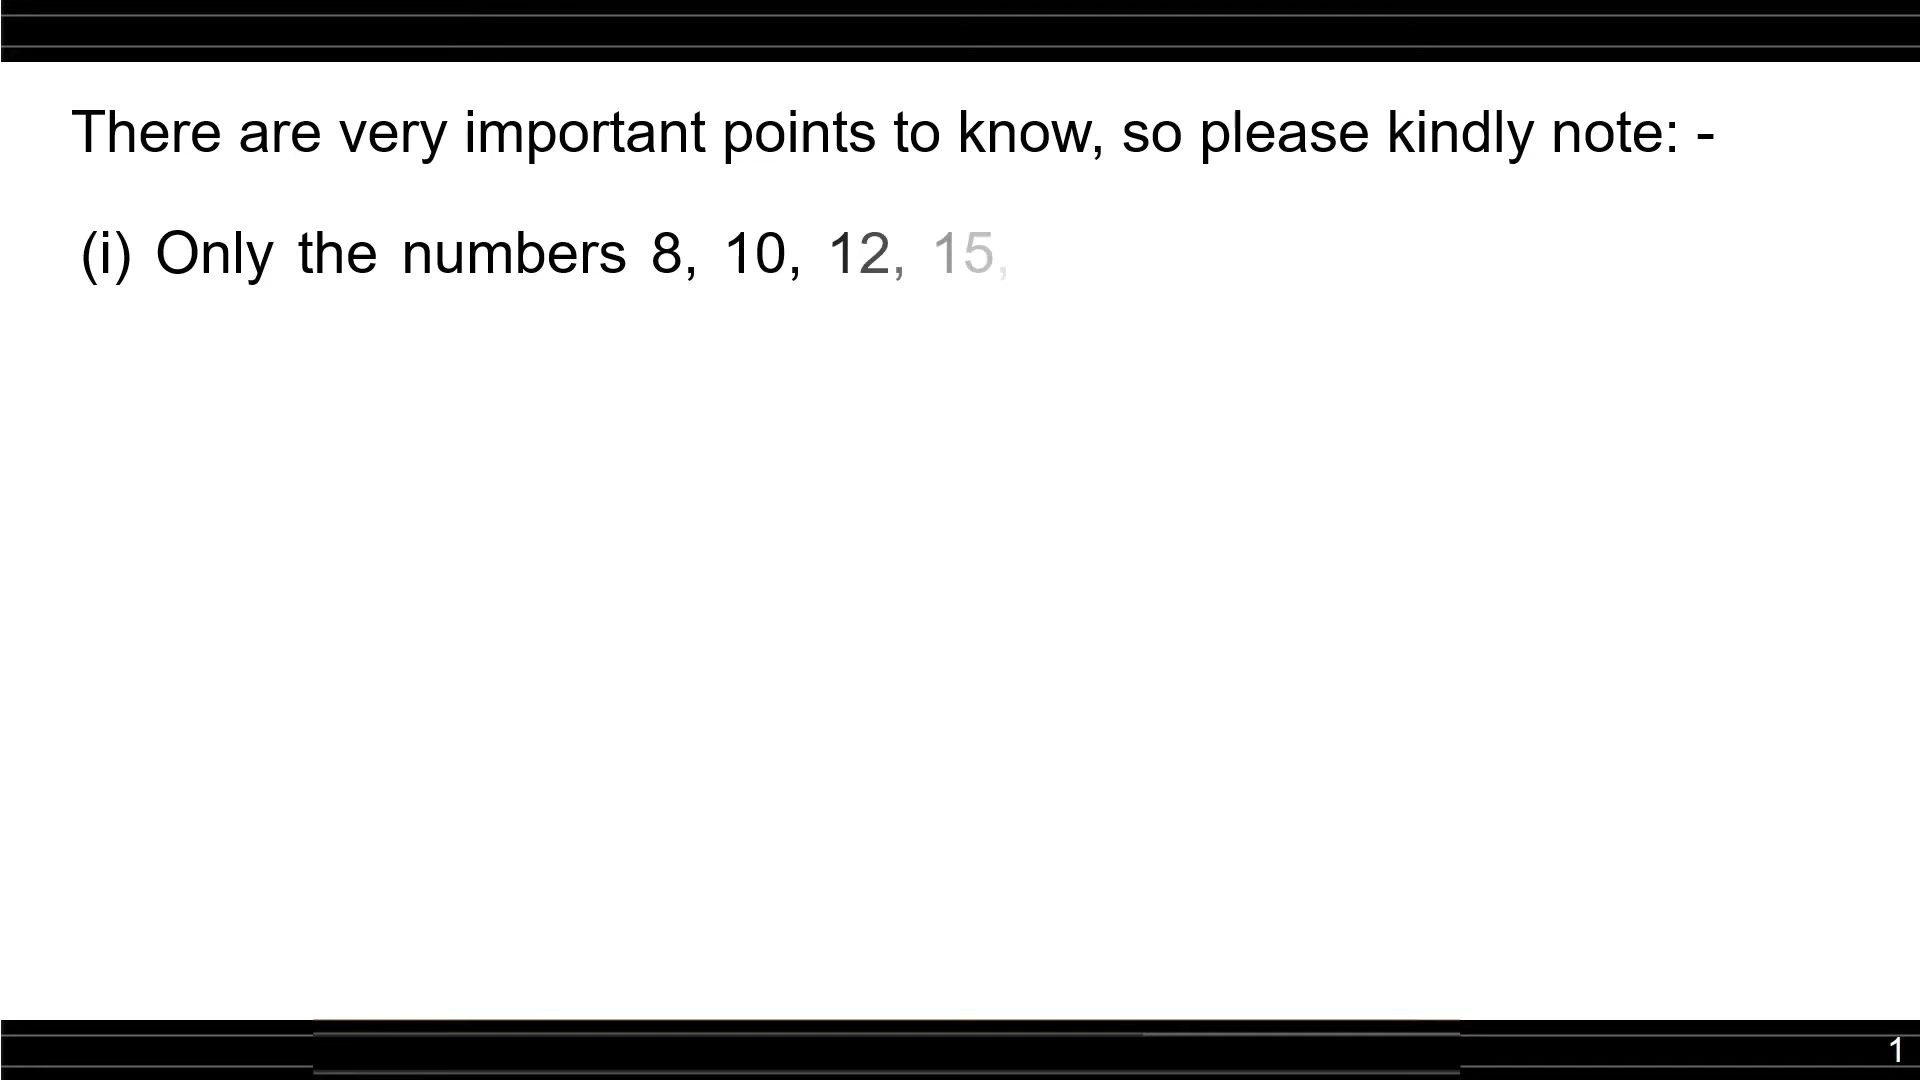 There are very important points to know, so please kindly note: -
(i) Only the numbers 8, 10, 12, 15,
1